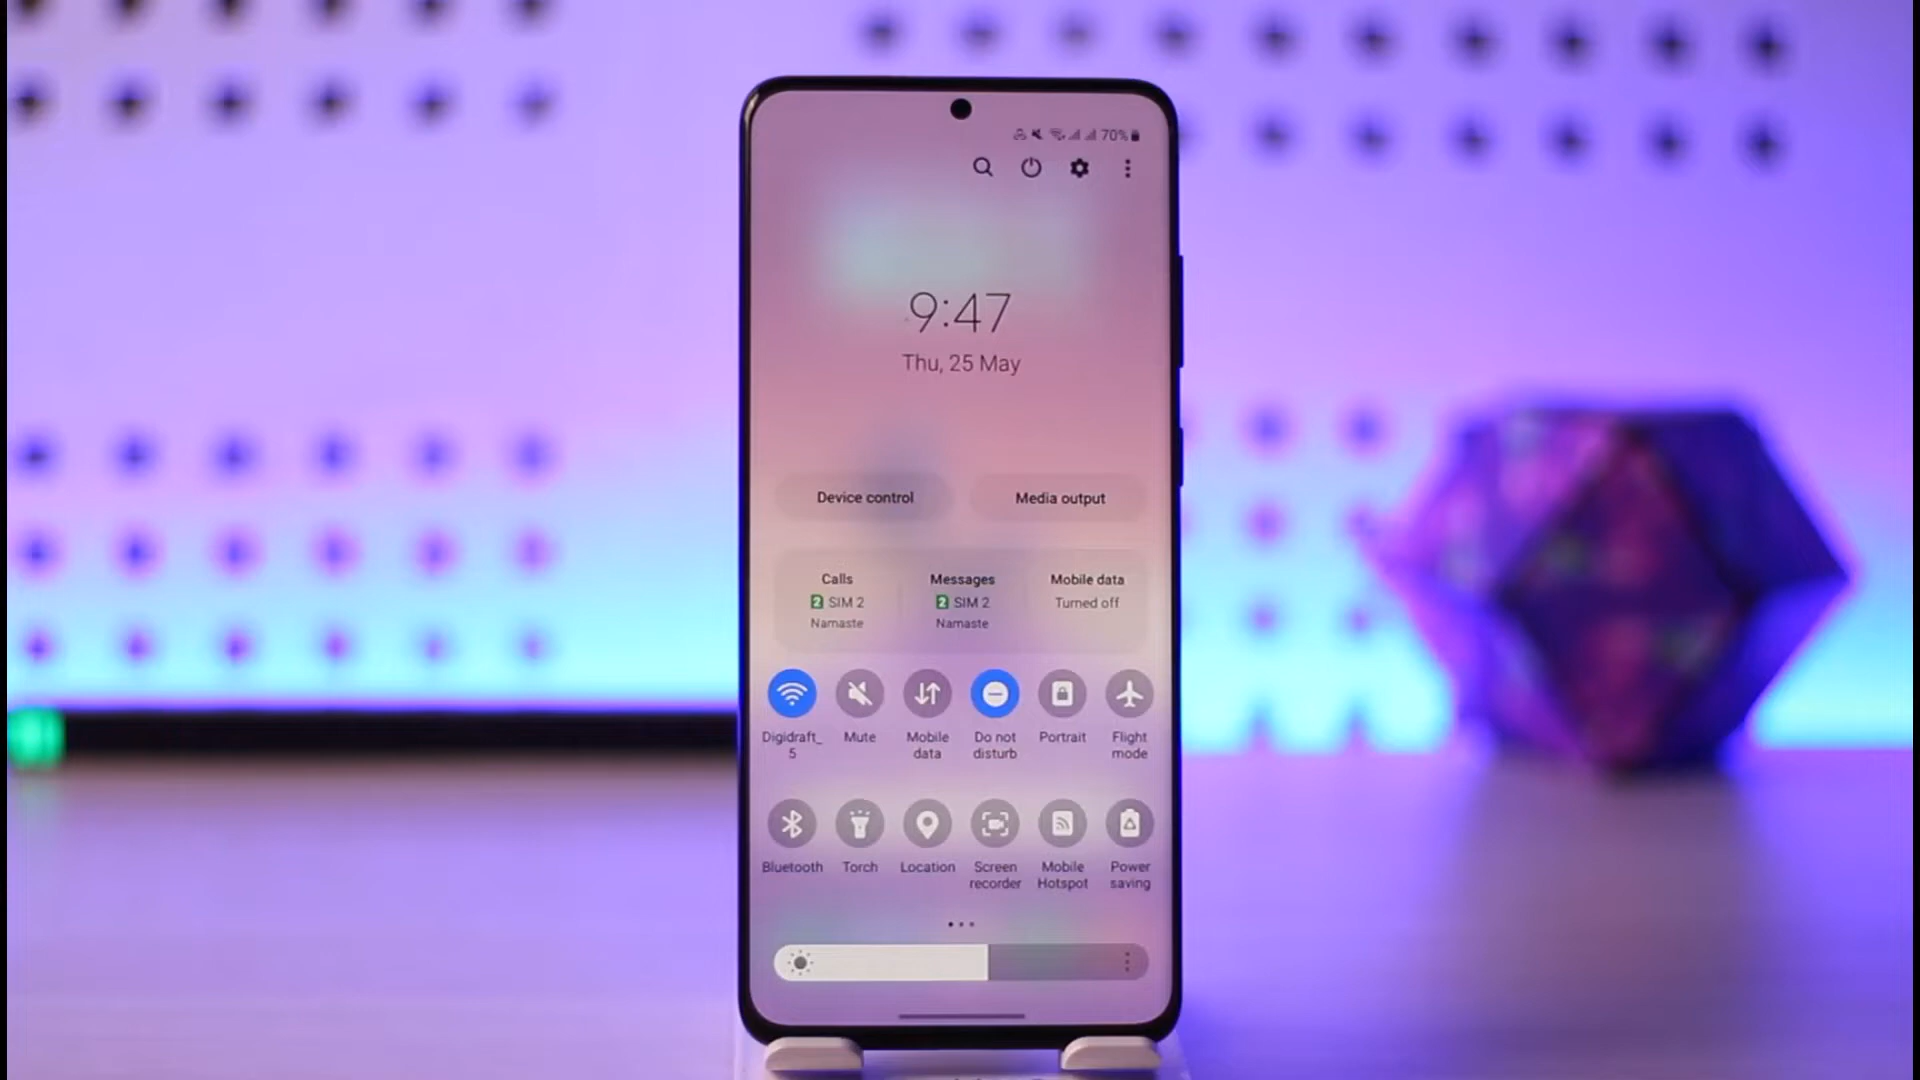 70%
9:47
Thu, 25 May
Device control
Media output
Calls
2 SIM 2
Namaste
Messages
2 SIM 2
Namaste
Mobile data
Turned off
Digidraft_
5
Mute
Mobile
data
Do not
disturb
Portrait
Flight
mode
Bluetooth
Torch
Location
Screen
recorder
Mobile
Hotspot
Power
saving